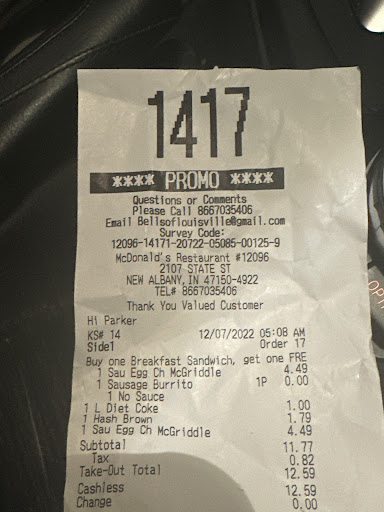 1417
**** PROMO ****
Questions or Comments
Please Call 8667035406
Email Bellsoflouisville@gmail.com
Survey Code:
12096-14171-20722-05085-00125-9
McDonald's Restaurant #12096
2107 STATE ST
NEW ALBANY, IN 47150-4922
TEL# 8667035406
Thank You Valued Customer
Hi Parker
KS# 14 12/07/2022 05:08 AM
Side1 Order 17
Buy one Breakfast Sandwich, get one FRE
1 Sau Egg Ch McGriddle 4.49
1 Sausage Burrito 1P 0.00
1 No Sauce
1 L Diet Coke 1.00
1 Hash Brown 1.79
1 Sau Egg Ch McGriddle 4.49
Subtotal 11.77
Tax 0.82
Take-Out Total 12.59
Cashless 12.59
Change 0.00